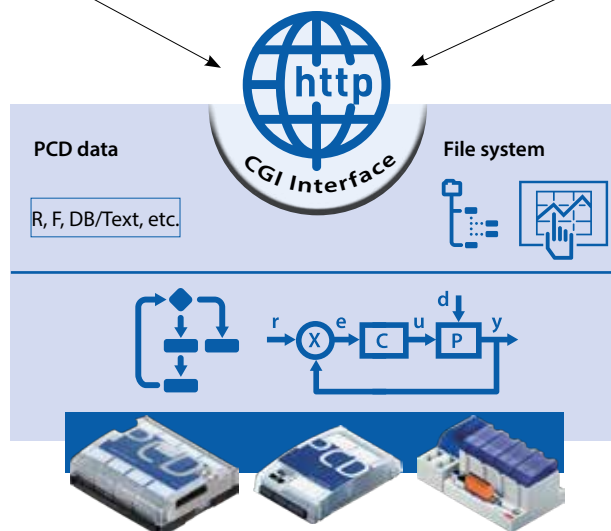 http
CGI Interface
PCD data
File system
R, F, DB/Text, etc.
d
r
e
u
y
X
C
P
PCD
PCD